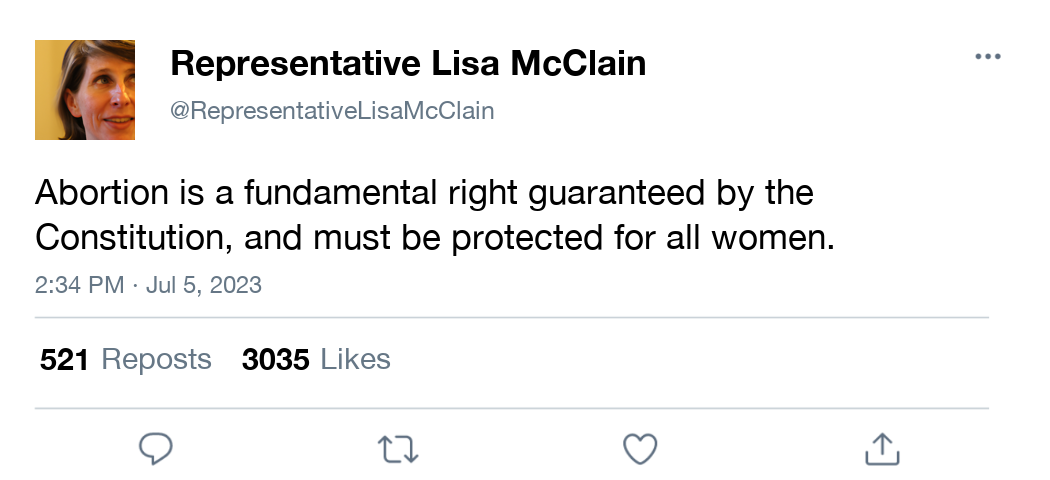 Representative Lisa McClain
@RepresentativeLisaMcClain
Abortion is a fundamental right guaranteed by the
Constitution, and must be protected for all women.
2:34 PM · Jul 5, 2023
521 Reposts 3035 Likes